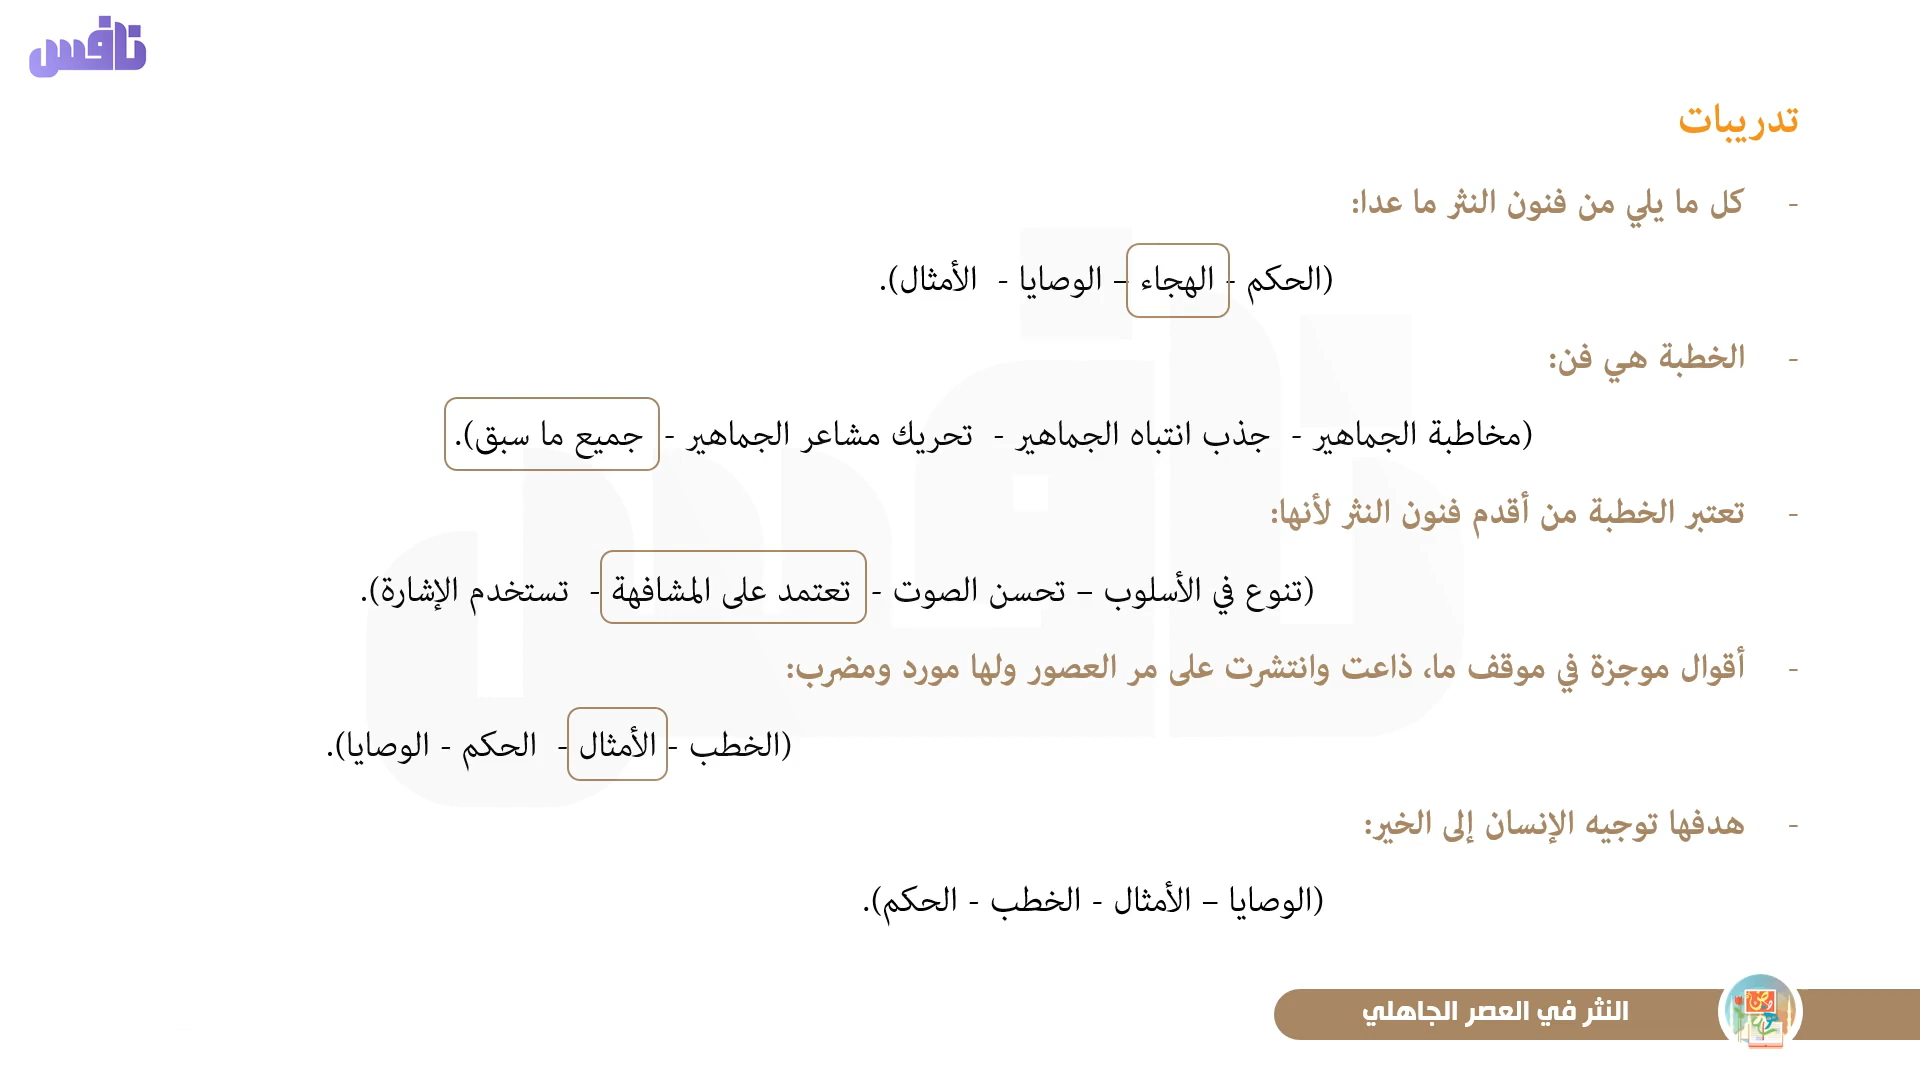 نافس
تدريبات
- كل ما يلي من فنون النثر ما عدا:
(الحكم - الهجاء – الوصايا - الأمثال).
- الخطبة هي فن:
(مخاطبة الجماهير - جذب انتباه الجماهير - تحريك مشاعر الجماهير - جميع ما سبق).
- تعتبر الخطبة من أقدم فنون النثر لأنها:
(تنوع في الأسلوب – تحسن الصوت - تعتمد على المشافهة - تستخدم الإشارة).
- أقوال موجزة في موقف ما، ذاعت وانتشرت على مر العصور ولها مورد ومضرب:
(الخطب - الأمثال - الحكم - الوصايا).
- هدفها توجيه الإنسان إلى الخير:
(الوصايا – الأمثال - الخطب - الحكم).
النثر في العصر الجاهلي